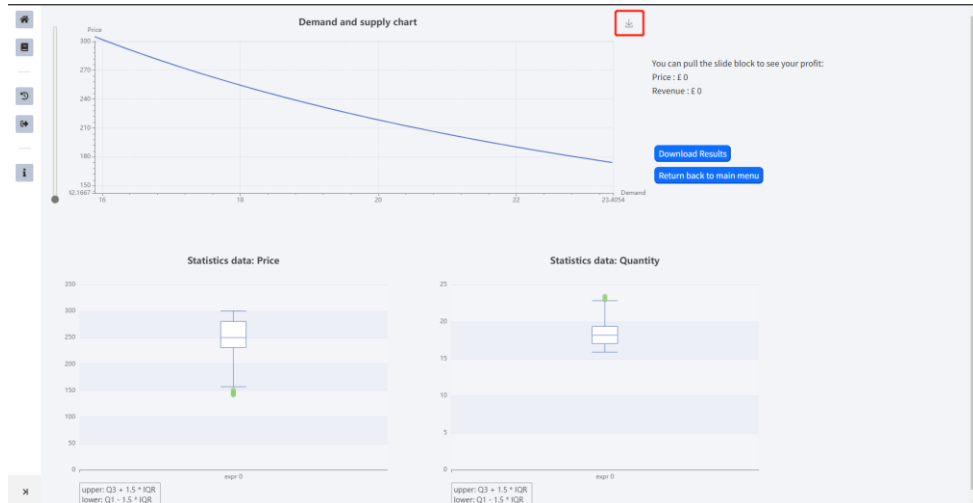 Demand and supply chart
Price
300
270
240
210
180
150
16
18
20
22
23.4054
Demand
You can pull the slide block to see your profit:
Price : £ 0
Revenue : £ 0
Download Results
Return back to main menu
Statistics data: Price
350
300
250
200
150
100
50
0
expr 0
upper: Q3 + 1.5 * IQR
lower: Q1 - 1.5 * IQR
Statistics data: Quantity
25
20
15
10
5
0
expr 0
upper: Q3 + 1.5 * IQR
lower: Q1 - 1.5 * IQR